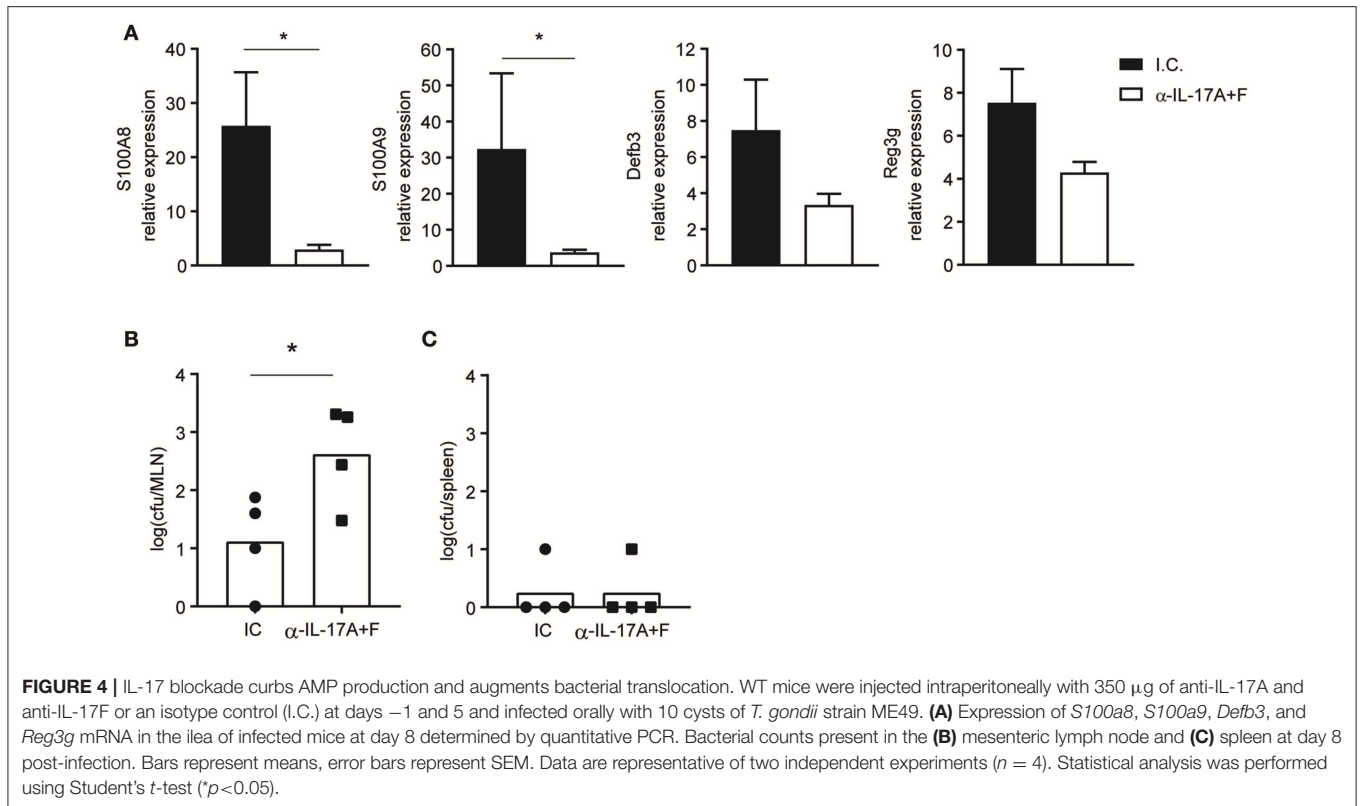 A
S100A8
relative expression
40
30
20
10
0
*
S100A9
relative expression
60
50
40
30
20
10
0
*
Defb3
relative expression
12
10
8
6
4
2
0
Reg3g
relative expression
10
8
6
4
2
0
I.C.
α-IL-17A+F
B
log(cfu/MLN)
4
3
2
1
0
*
IC α-IL-17A+F
C
log(cfu/spleen)
4
3
2
1
0
IC α-IL-17A+F
FIGURE 4 | IL-17 blockade curbs AMP production and augments bacterial translocation. WT mice were injected intraperitoneally with 350 μg of anti-IL-17A and
anti-IL-17F or an isotype control (I.C.) at days −1 and 5 and infected orally with 10 cysts of T. gondii strain ME49. (A) Expression of S100a8, S100a9, Defb3, and
Reg3g mRNA in the ilea of infected mice at day 8 determined by quantitative PCR. Bacterial counts present in the (B) mesenteric lymph node and (C) spleen at day 8
post-infection. Bars represent means, error bars represent SEM. Data are representative of two independent experiments (n = 4). Statistical analysis was performed
using Student's t-test (*p<0.05).